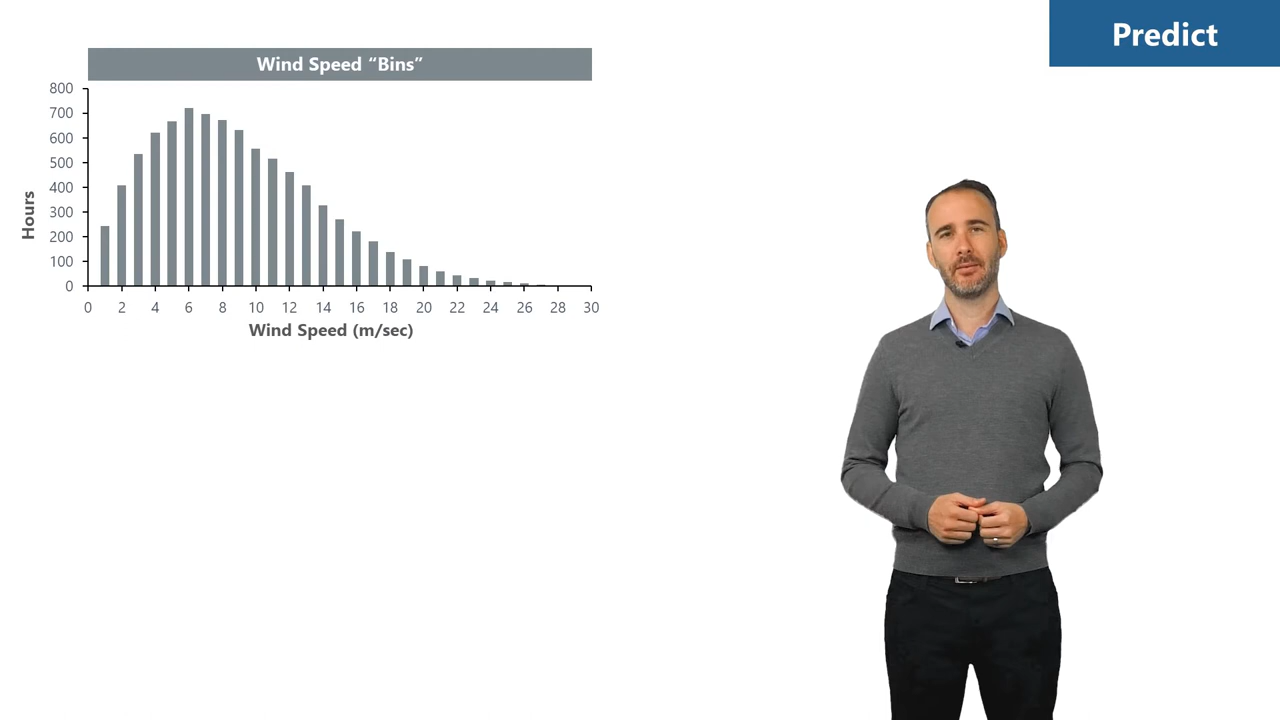 Predict
Wind Speed “Bins”
800
700
600
500
400
300
200
100
0
Hours
0 2 4 6 8 10 12 14 16 18 20 22 24 26 28 30
Wind Speed (m/sec)